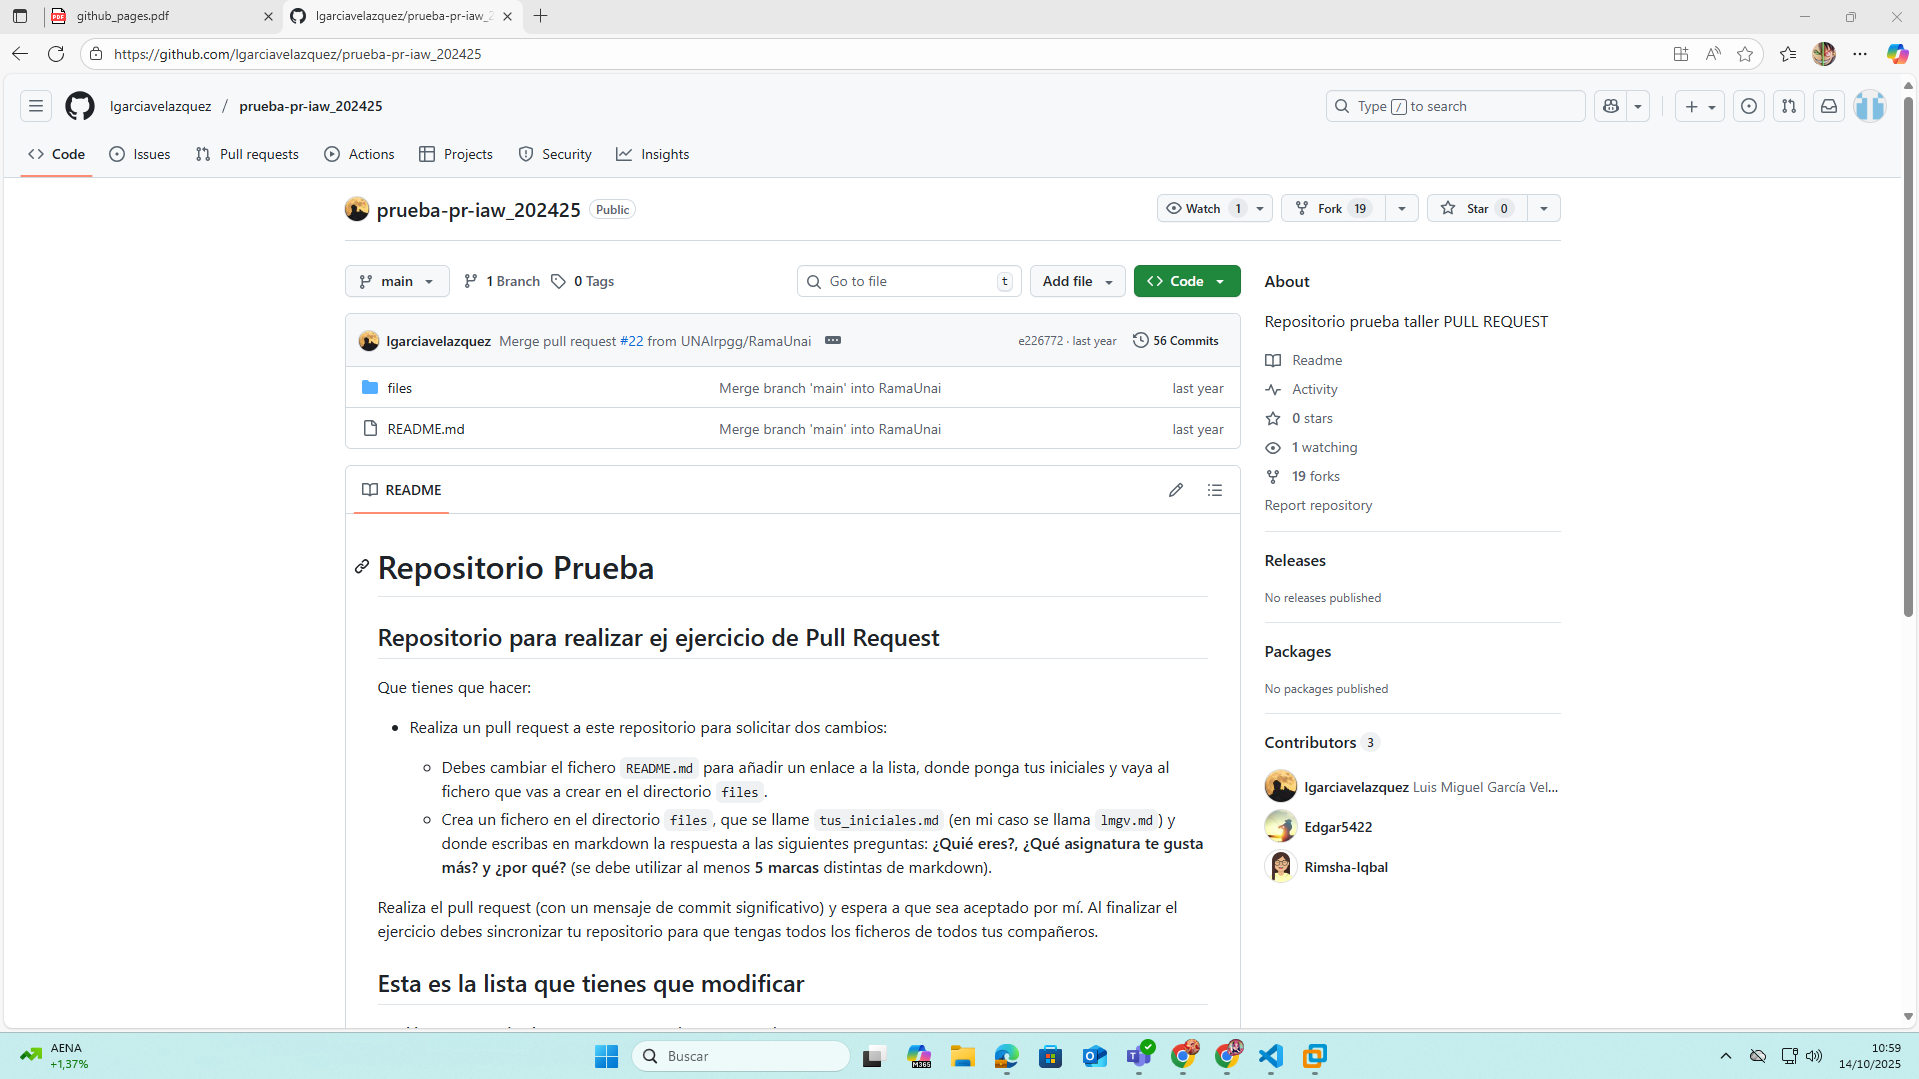 github_pages.pdf
lgarciavelazquez/prueba-pr-iaw_2
https://github.com/lgarciavelazquez/prueba-pr-iaw_202425
lgarciavelazquez / prueba-pr-iaw_202425
Type / to search
Code Issues Pull requests Actions Projects Security Insights
prueba-pr-iaw_202425 Public
Watch 1 Fork 19 Star 0
main 1 Branch 0 Tags
Go to file t Add file Code
lgarciavelazquez Merge pull request #22 from UNAIrpgg/RamaUnai e226772 · last year 56 Commits
files Merge branch 'main' into RamaUnai last year
README.md Merge branch 'main' into RamaUnai last year
README
Repositorio Prueba
Repositorio para realizar ej ejercicio de Pull Request
Que tienes que hacer:
• Realiza un pull request a este repositorio para solicitar dos cambios:
Debes cambiar el fichero README.md para añadir un enlace a la lista, donde ponga tus iniciales y vaya al
fichero que vas a crear en el directorio files .
Crea un fichero en el directorio files , que se llame tus_iniciales.md (en mi caso se llama lmgv.md ) y
donde escribas en markdown la respuesta a las siguientes preguntas: ¿Quié eres?, ¿Qué asignatura te gusta
más? y ¿por qué? (se debe utilizar al menos 5 marcas distintas de markdown).
Realiza el pull request (con un mensaje de commit significativo) y espera a que sea aceptado por mí. Al finalizar el
ejercicio debes sincronizar tu repositorio para que tengas todos los ficheros de todos tus compañeros.
Esta es la lista que tienes que modificar
About
Repositorio prueba taller PULL REQUEST
Readme
Activity
0 stars
1 watching
19 forks
Report repository
Releases
No releases published
Packages
No packages published
Contributors 3
lgarciavelazquez Luis Miguel García Vel...
Edgar5422
Rimsha-Iqbal
AENA
+1,37%
Buscar
M365
10:59
14/10/2025